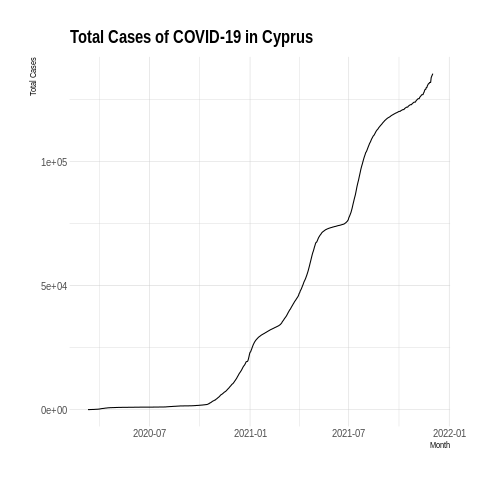 Total Cases of COVID-19 in Cyprus
Total Cases
1e+05
5e+04
0e+00
2020-07 2021-01 2021-07 2022-01
Month